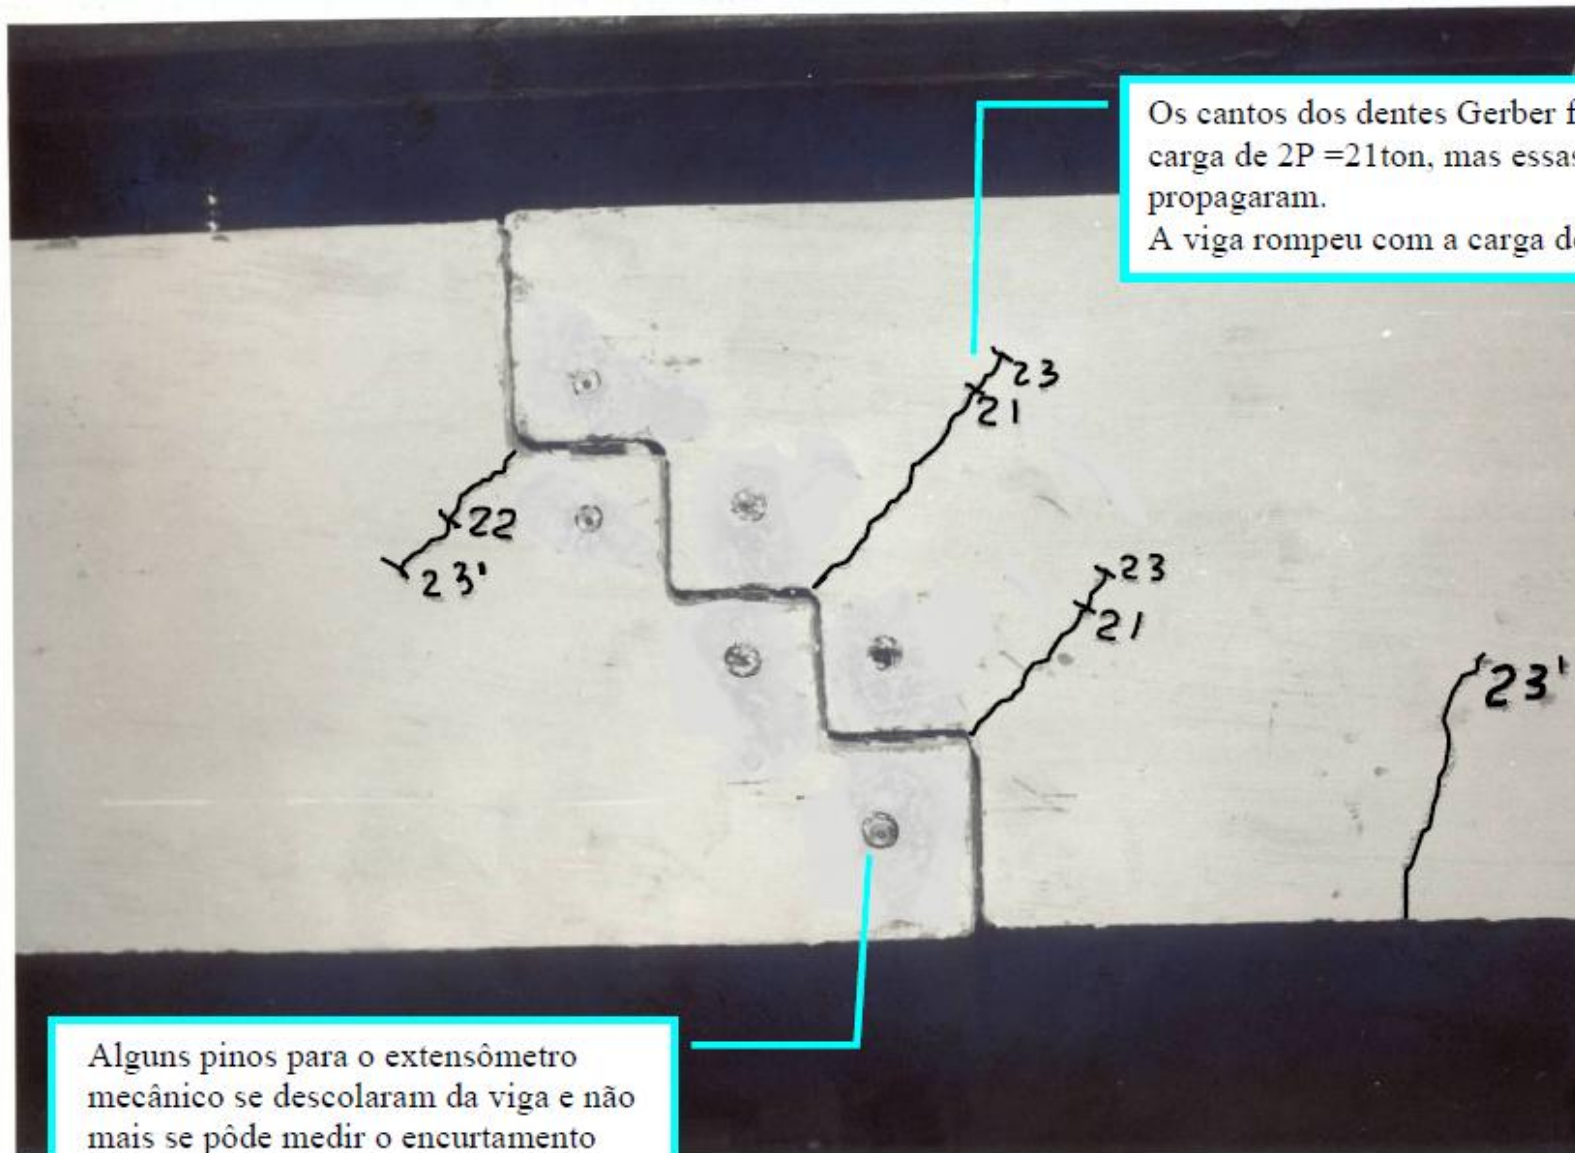 Os cantos dos dentes Gerber
carga de 2P =21ton, mas essas
propagaram.
A viga rompeu com a carga
23
21
22
23'
23
21
23'
Alguns pinos para o extensômetro
mecânico se descolaram da viga e não
mais se pôde medir o encurtamento